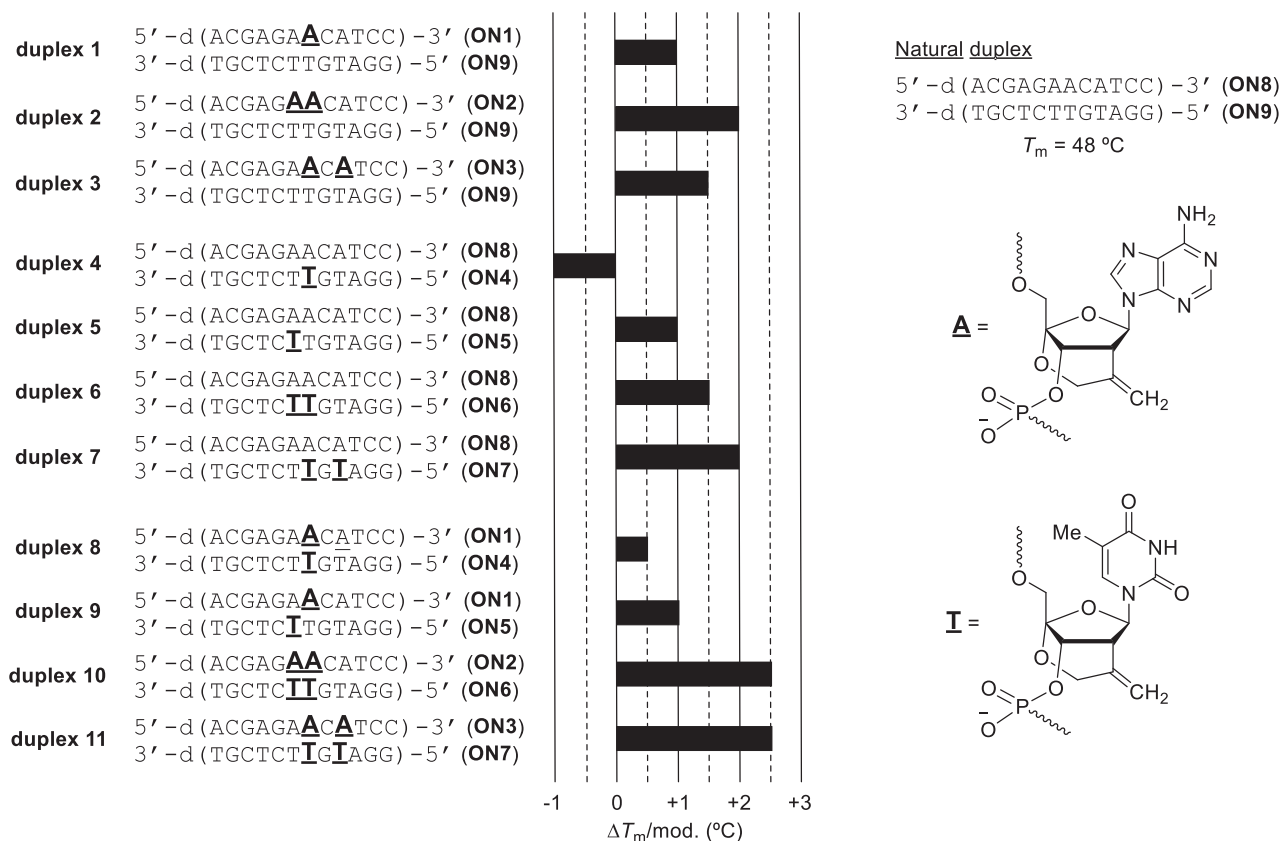 duplex 1
5′-d(ACGAGAACATCC)-3′ (ON1)
3′-d(TGCTCTTGTAGG)-5′ (ON9)
duplex 2
5′-d(ACGAGAACATCC)-3′ (ON2)
3′-d(TGCTCTTGTAGG)-5′ (ON9)
duplex 3
5′-d(ACGAGAACATCC)-3′ (ON3)
3′-d(TGCTCTTGTAGG)-5′ (ON9)
duplex 4
5′-d(ACGAGAACATCC)-3′ (ON8)
3′-d(TGCTCTTGTAGG)-5′ (ON4)
duplex 5
5′-d(ACGAGAACATCC)-3′ (ON8)
3′-d(TGCTCTTGTAGG)-5′ (ON5)
duplex 6
5′-d(ACGAGAACATCC)-3′ (ON8)
3′-d(TGCTCTTGTAGG)-5′ (ON6)
duplex 7
5′-d(ACGAGAACATCC)-3′ (ON8)
3′-d(TGCTCTTGTAGG)-5′ (ON7)
duplex 8
5′-d(ACGAGAACATCC)-3′ (ON1)
3′-d(TGCTCTTGTAGG)-5′ (ON4)
duplex 9
5′-d(ACGAGAACATCC)-3′ (ON1)
3′-d(TGCTCTTGTAGG)-5′ (ON5)
duplex 10
5′-d(ACGAGAACATCC)-3′ (ON2)
3′-d(TGCTCTTGTAGG)-5′ (ON6)
duplex 11
5′-d(ACGAGAACATCC)-3′ (ON3)
3′-d(TGCTCTTGTAGG)-5′ (ON7)
-1 0 +1 +2 +3
ΔTm/mod. (ºC)
Natural duplex
5′-d(ACGAGAACATCC)-3′ (ON8)
3′-d(TGCTCTTGTAGG)-5′ (ON9)
Tm = 48 ºC
NH2
N
N
N
N
O
O
A =
O
O
CH2
O
P
−
O
O
Me
NH
N
O
O
O
T =
O
O
CH2
O
P
−
O